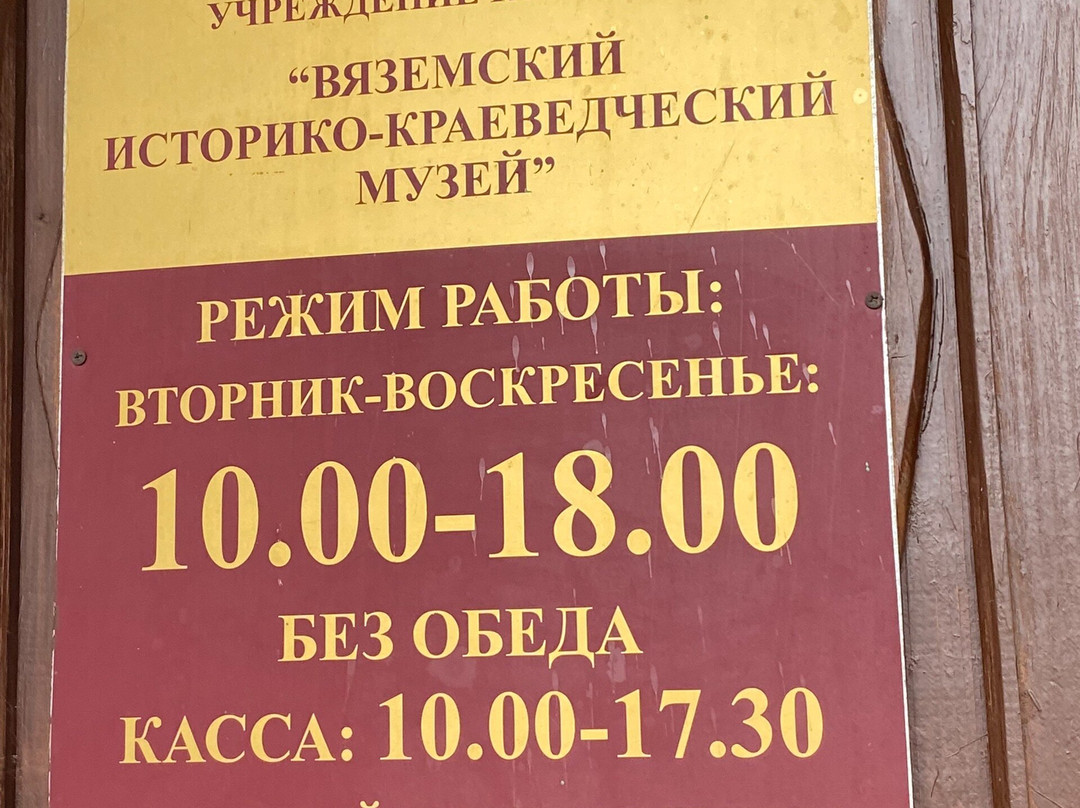 УЧРЕЖДЕНИЕ
“ВЯЗЕМСКИЙ
ИСТОРИКО-КРАЕВЕДЧЕСКИЙ
МУЗЕЙ”
РЕЖИМ РАБОТЫ:
ВТОРНИК-ВОСКРЕСЕНЬЕ:
10.00-18.00
БЕЗ ОБЕДА
КАССА: 10.00-17.30